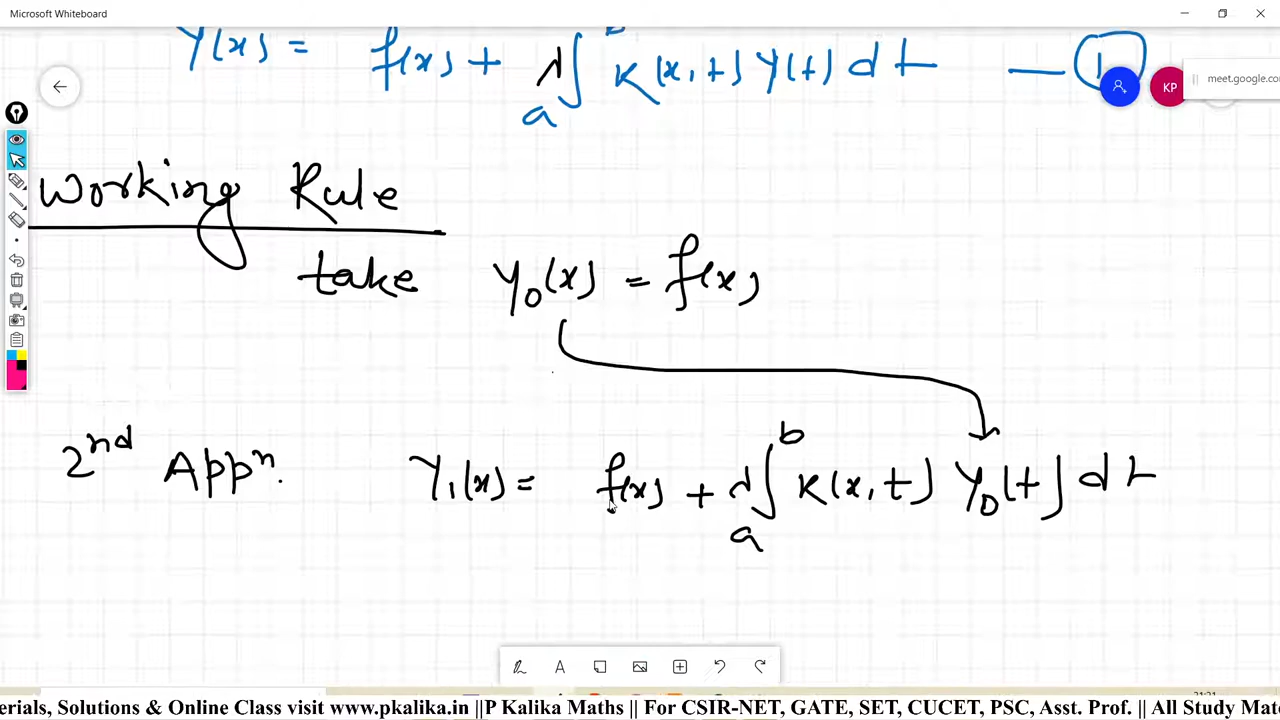 Microsoft Whiteboard
Y(x) = f(x) + λ∫ₐ K(x,t) Y(t) dt — ①
KP
meet.google.com
Working Rule
take Y₀(x) = f(x)
2nd Appⁿ. Y₁(x) = f(x) + λ∫ₐᵇ K(x,t) Y₀(t) dt
erials, Solutions & Online Class visit www.pkalika.in ||P Kalika Maths || For CSIR-NET, GATE, SET, CUCET, PSC, Asst. Prof. || All Study Mate